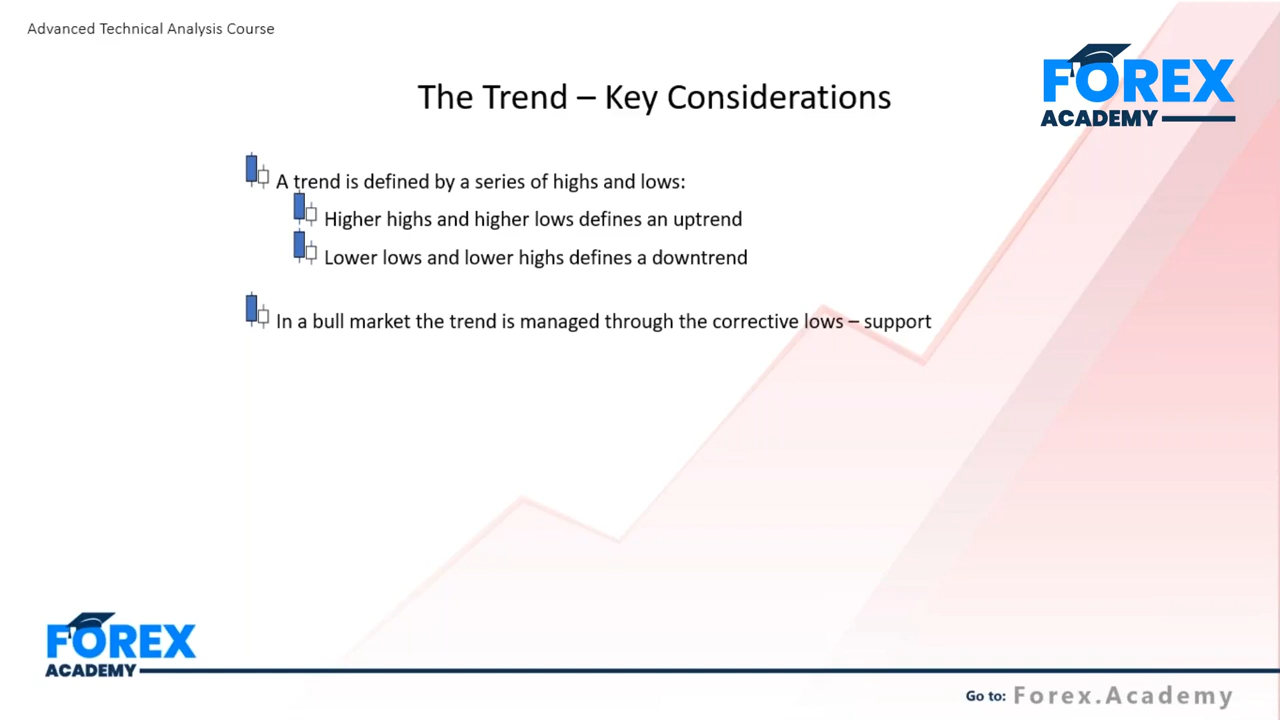 Advanced Technical Analysis Course
FOREX
ACADEMY
The Trend – Key Considerations
A trend is defined by a series of highs and lows:
Higher highs and higher lows defines an uptrend
Lower lows and lower highs defines a downtrend
In a bull market the trend is managed through the corrective lows – support
FOREX
ACADEMY
Go to: Forex.Academy